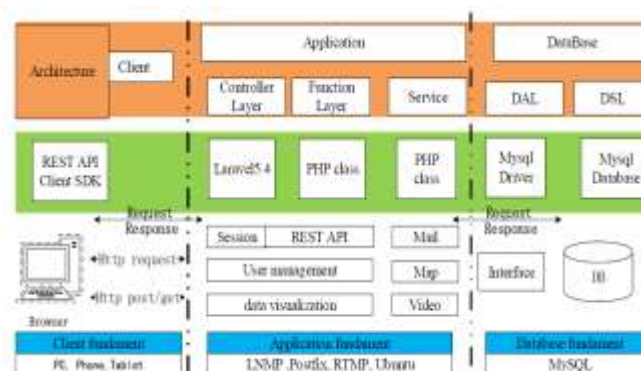 Application
DataBase
Architecture
Client
Controller
Layer
Function
Layer
Service
DAL
DSL
REST API
Client SDK
Laravel5.4
PHP class
PHP
class
Mysql
Driver
Mysql
Database
Request
Response
Request
Response
Session
REST API
Mail
Http request
User management
Map
Interface
DB
Http post/get
data visualization
Video
Browser
Client fundament
Application fundament
Database fundament
PC, Phone, Tablet
LNMP ,Postfix, RTMP, Ubuntu
MySQL